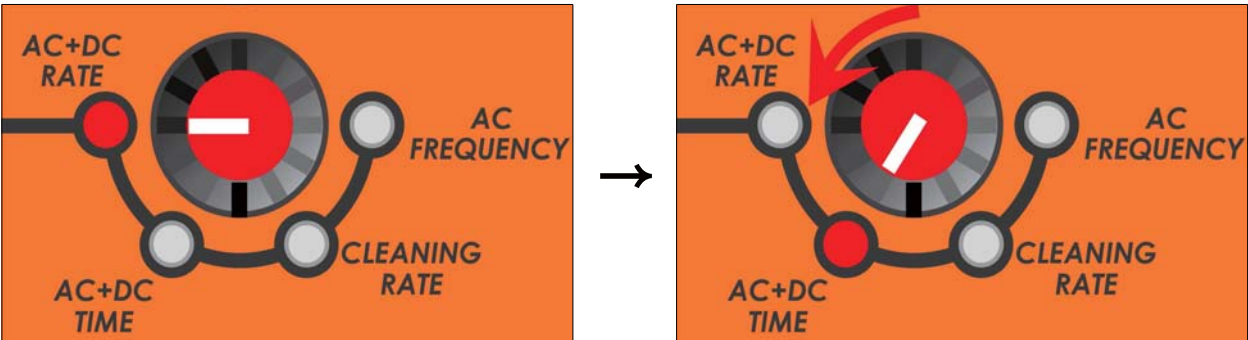 AC+DC
RATE
AC
FREQUENCY
CLEANING
RATE
AC+DC
TIME
AC+DC
RATE
AC
FREQUENCY
CLEANING
RATE
AC+DC
TIME